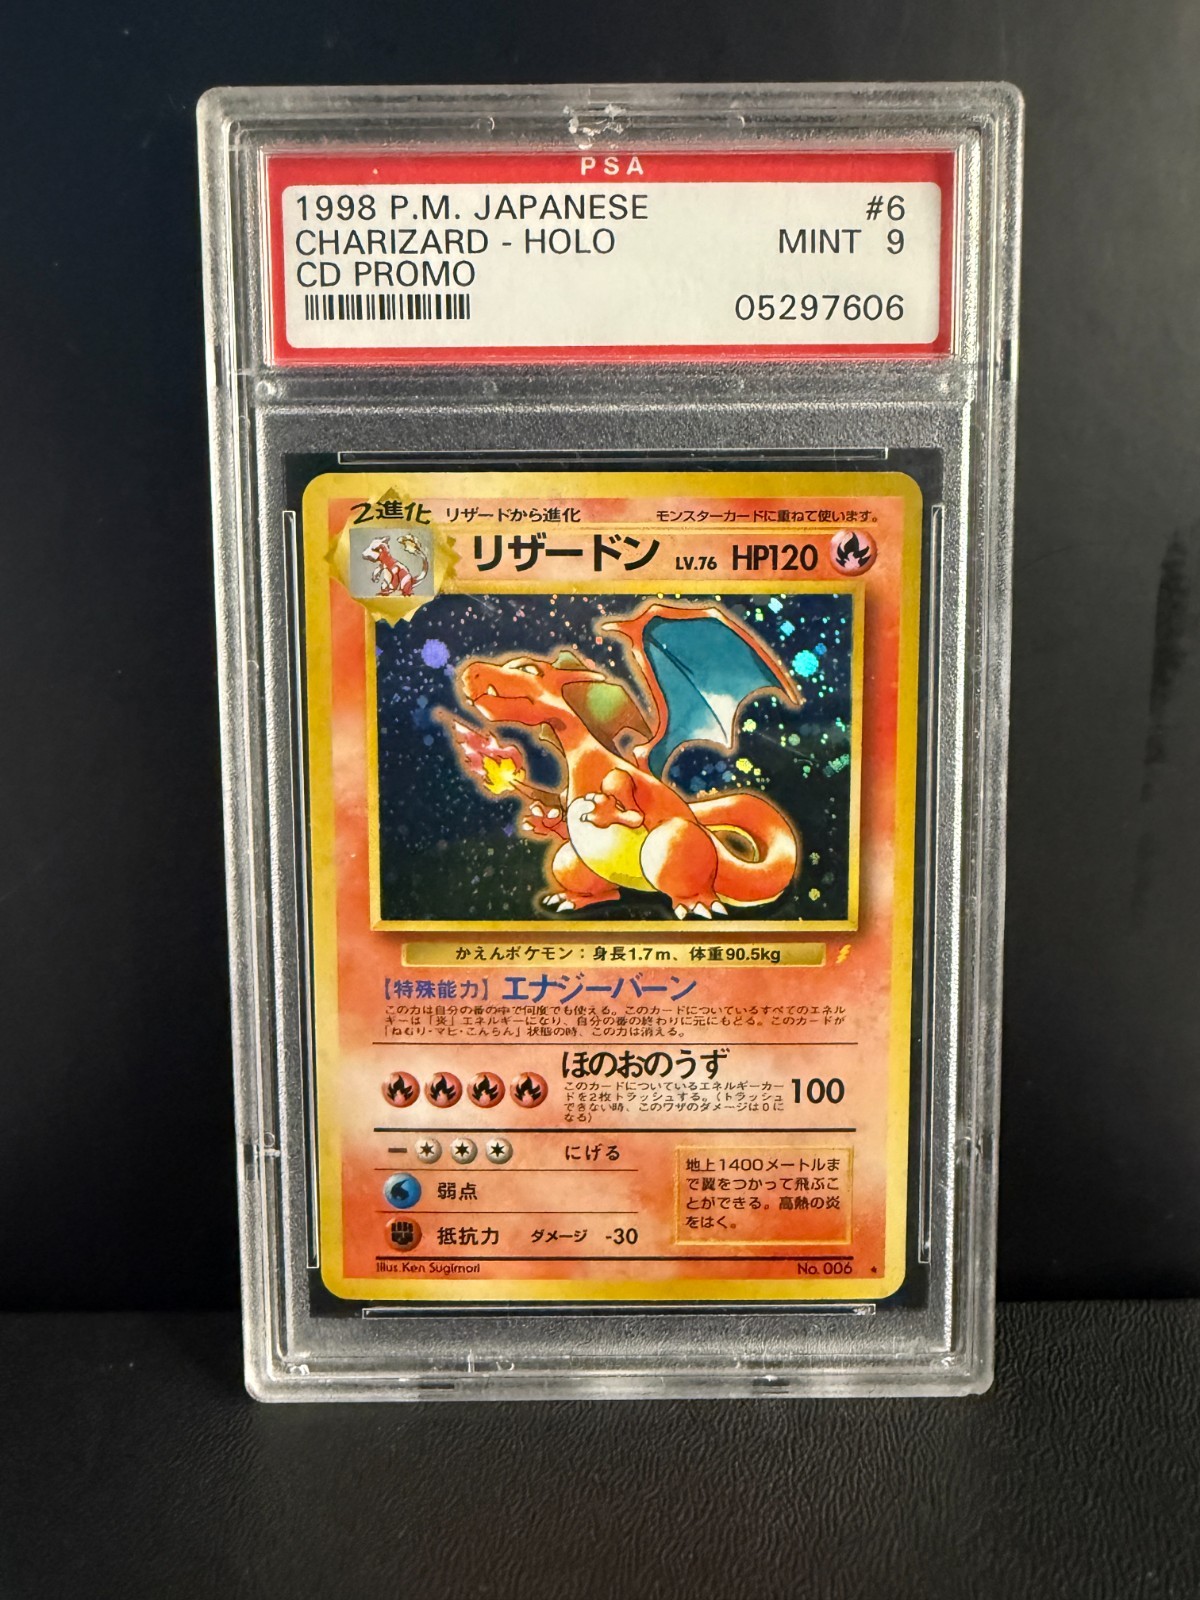 PSA
1998 P.M. JAPANESE #6
CHARIZARD - HOLO MINT 9
CD PROMO
05297606
2進化 リザードから進化 モンスターカードに重ねて使います。
リザードン LV.76 HP120
かえんポケモン：身長1.7m、体重90.5kg
【特殊能力】エナジーバーン
この力は自分の番の中で何度でも使える。このカードについているすべてのエネル
ギーは「炎」エネルギーになり、自分の番の終わりに元にもどる。このカードが
「ねむり・マヒ・こんらん」状態の時、この力は消える。
ほのおのうず
このカードについているエネルギーカー
ドを2枚トラッシュする。（トラッシュ
できない時、このワザのダメージは0に
なる）
100
にげる
弱点
抵抗力 ダメージ -30
地上1400メートルま
で翼をつかって飛ぶこ
とができる。高熱の炎
をはく。
Illus. Ken Sugimori No. 006